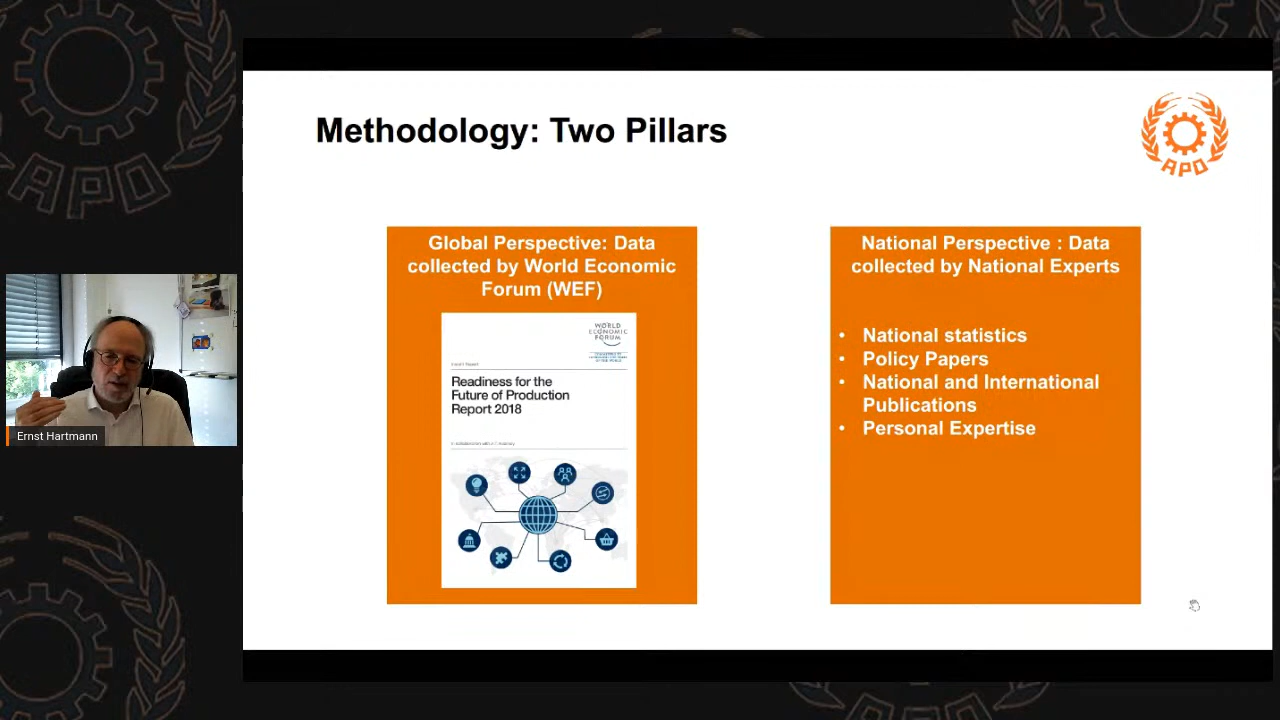 Methodology: Two Pillars
APO
Global Perspective: Data
collected by World Economic
Forum (WEF)
WORLD
ECONOMIC
FORUM
Readiness for the
Future of Production
Report 2018
National Perspective : Data
collected by National Experts
• National statistics
• Policy Papers
• National and International
Publications
• Personal Expertise
Ernst Hartmann
APO